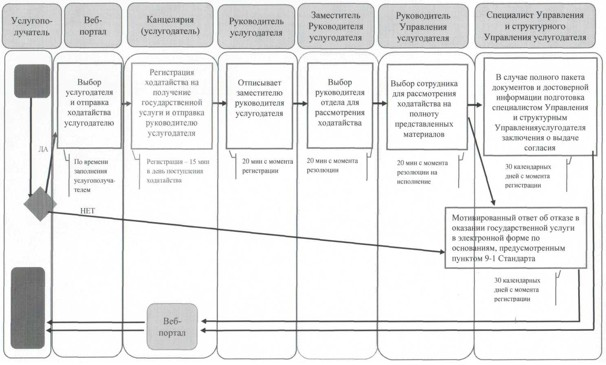 Услугопо-
лучатель
Веб-
портал
Канцелярия
(услугодатель)
Руководитель
услугодателя
Заместитель
Руководителя
услугодателя
Руководитель
Управления
услугодателя
Специалист Управления
и структурного
Управления услугодателя
Выбор
услугодателя
и отправка
ходатайства
услугодателю
Регистрация
ходатайства на
получение
государственной
услуги и отправка
руководителю
услугодателя
Отписывает
заместителю
руководителя
услугодателя
Выбор
руководителя
отдела для
рассмотрения
ходатайства
Выбор сотрудника
для рассмотрения
ходатайства на
полноту
представленных
материалов
В случае полного пакета
документов и достоверной
информации подготовка
специалистом Управления
и структурным
Управленияуслугодателя
заключения о выдаче
согласия
ДА
По времени
заполнения
услугополуча-
телем
Регистрация – 15 мин
в день поступления
ходатайства
20 мин с момента
регистрации
20 мин с момента
резолюции
20 мин с момента
резолюции на
исполнение
30 календарных
дней с момента
регистрации
НЕТ
Мотивированный ответ об отказе в
оказании государственной услуги
в электронной форме по
основаниям, предусмотренным
пунктом 9-1 Стандарта
30 календарных
дней с момента
регистрации
Веб-
портал